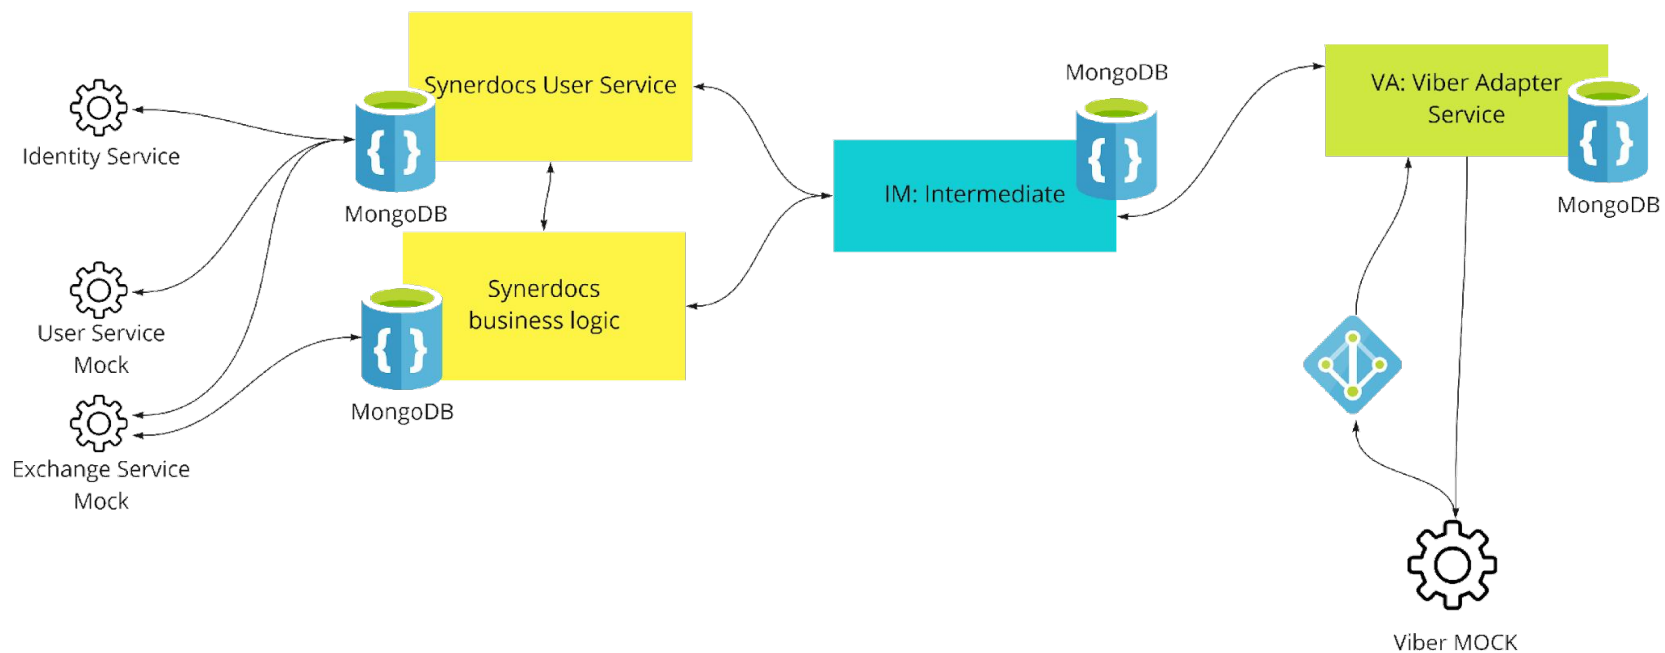 Synerdocs User Service
MongoDB
VA: Viber Adapter
Service
Identity Service
IM: Intermediate
MongoDB
MongoDB
User Service
Mock
Synerdocs
business logic
MongoDB
Exchange Service
Mock
Viber MOCK